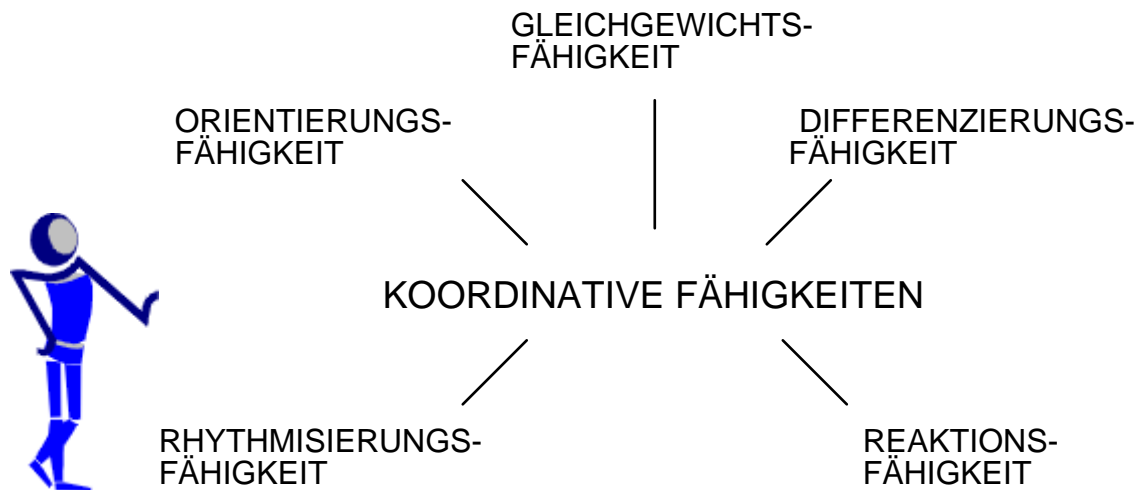 GLEICHGEWICHTS-
FÄHIGKEIT
ORIENTIERUNGS-
FÄHIGKEIT
DIFFERENZIERUNGS-
FÄHIGKEIT
KOORDINATIVE FÄHIGKEITEN
RHYTHMISIERUNGS-
FÄHIGKEIT
REAKTIONS-
FÄHIGKEIT